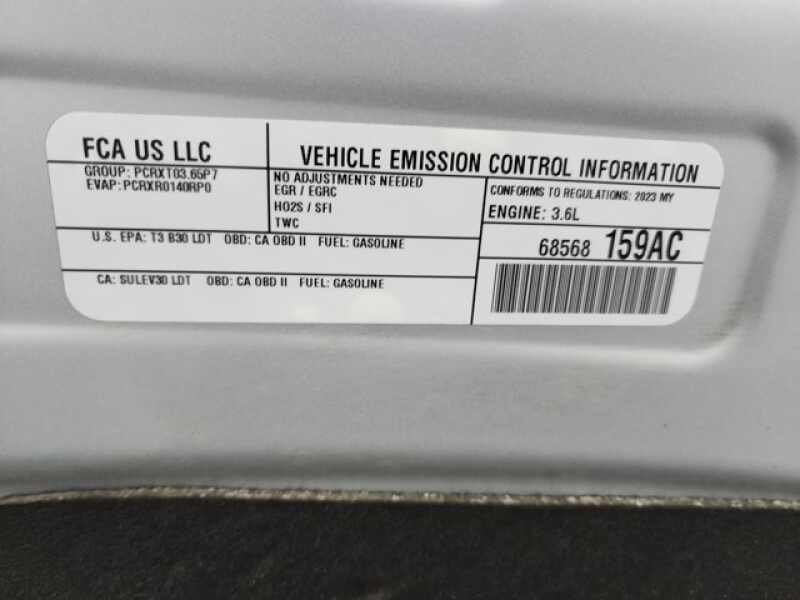 FCA US LLC
GROUP: PCRXT03.65P7
EVAP: PCRXR0140RP0
VEHICLE EMISSION CONTROL INFORMATION
NO ADJUSTMENTS NEEDED
EGR / EGRC
HO2S / SFI
TWC
CONFORMS TO REGULATIONS: 2023 MY
ENGINE: 3.6L
U.S. EPA: T3 B30 LDT OBD: CA OBD II FUEL: GASOLINE
68568 159AC
CA: SULEV30 LDT OBD: CA OBD II FUEL: GASOLINE